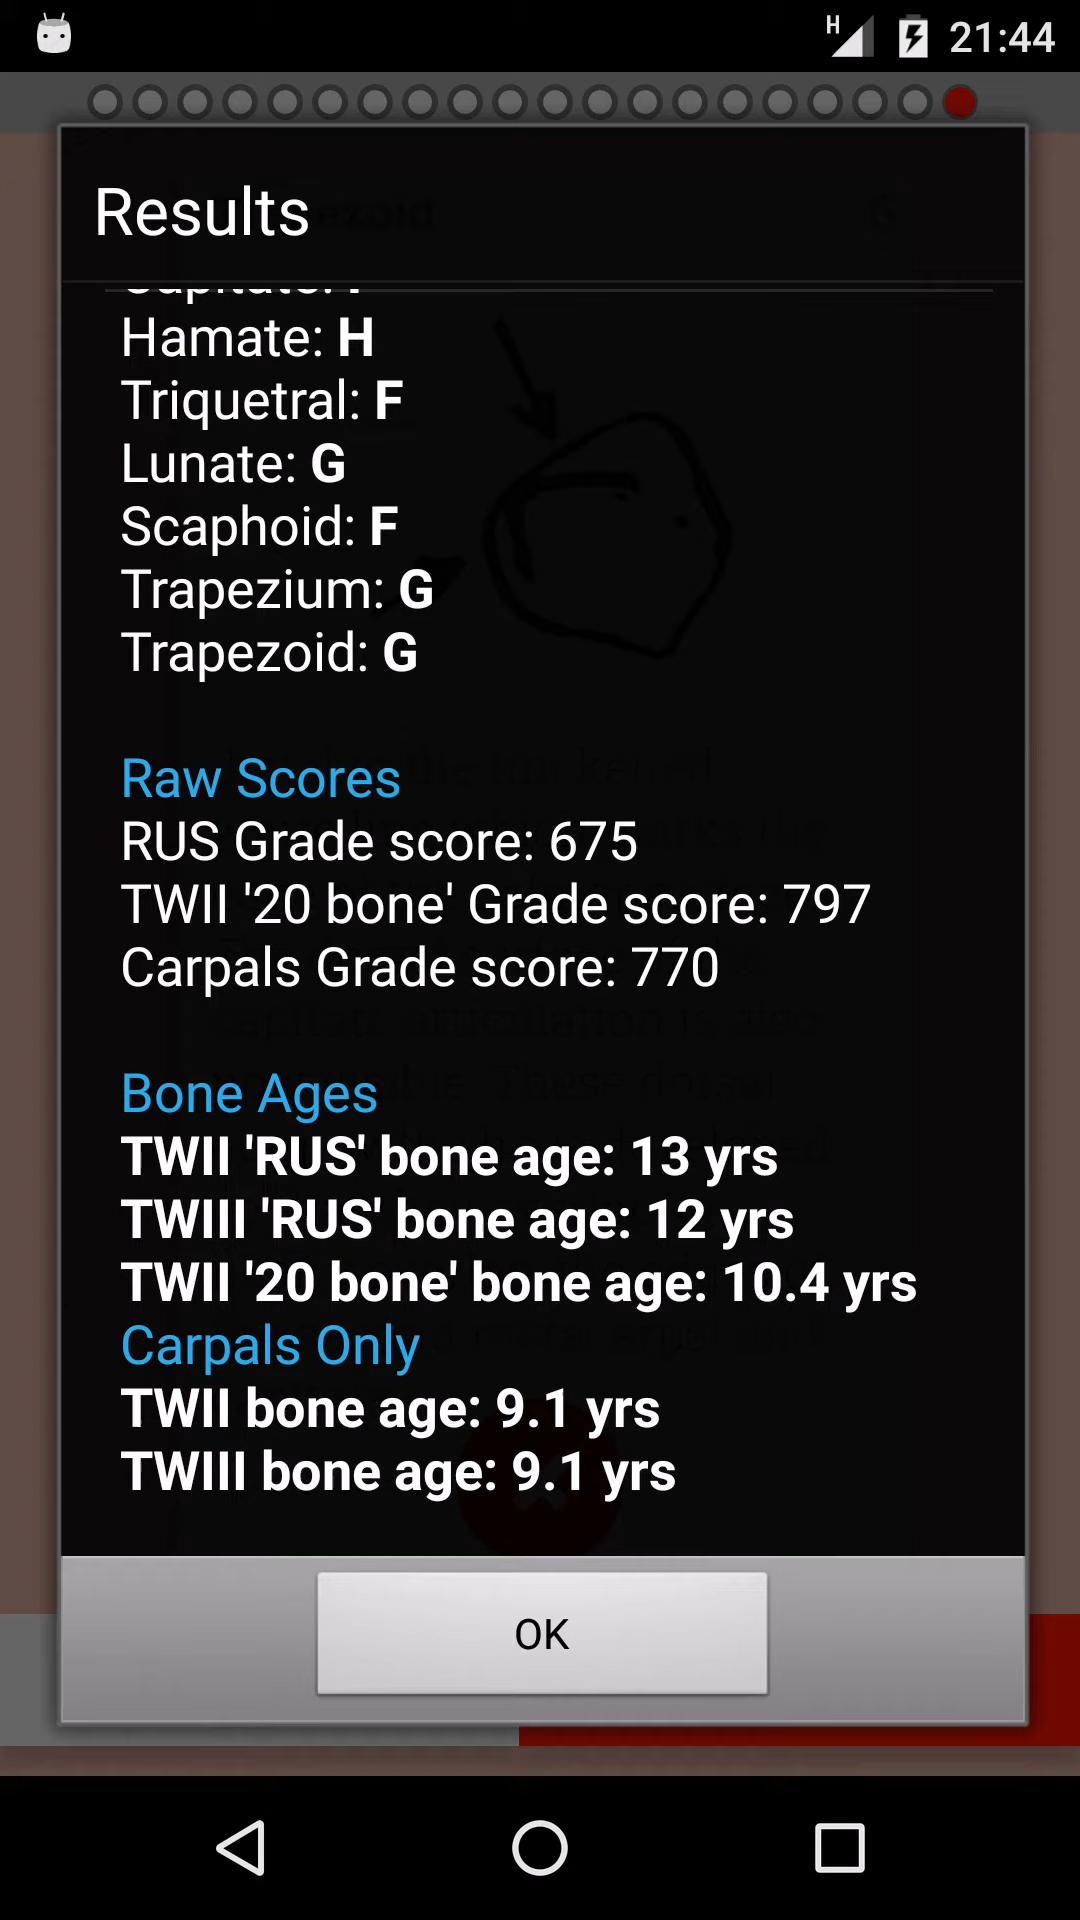 H
21:44
Results
Hamate: H
Triquetral: F
Lunate: G
Scaphoid: F
Trapezium: G
Trapezoid: G
Raw Scores
RUS Grade score: 675
TWII '20 bone' Grade score: 797
Carpals Grade score: 770
Bone Ages
TWII 'RUS' bone age: 13 yrs
TWIII 'RUS' bone age: 12 yrs
TWII '20 bone' bone age: 10.4 yrs
Carpals Only
TWII bone age: 9.1 yrs
TWIII bone age: 9.1 yrs
OK